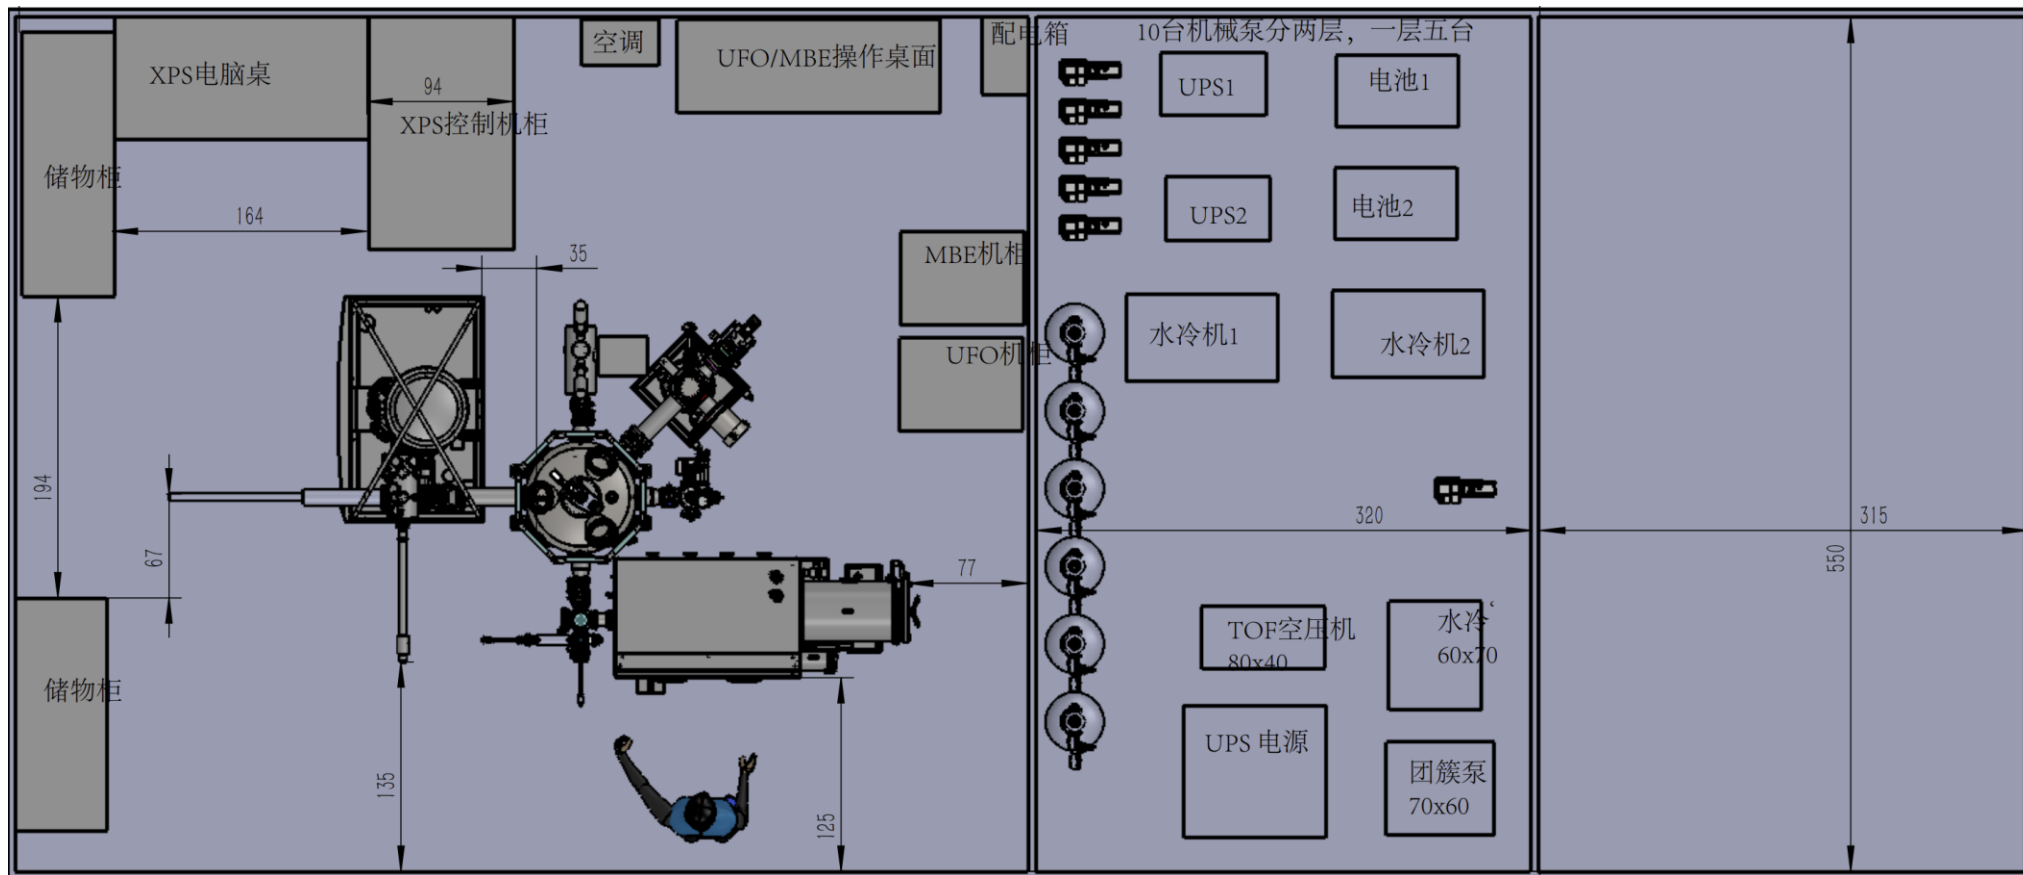 配电箱
10台机械泵分两层，一层五台
空调
UFO/MBE操作桌面
XPS电脑桌
94
XPS控制机柜
UPS1
电池1
储物柜
164
UPS2
电池2
35
MBE机柜
水冷机1
水冷机2
UFO机柜
194
67
77
320
315
550
TOF空压机
80x40
水冷‘
60x70
储物柜
135
125
UPS 电源
团簇泵
70x60